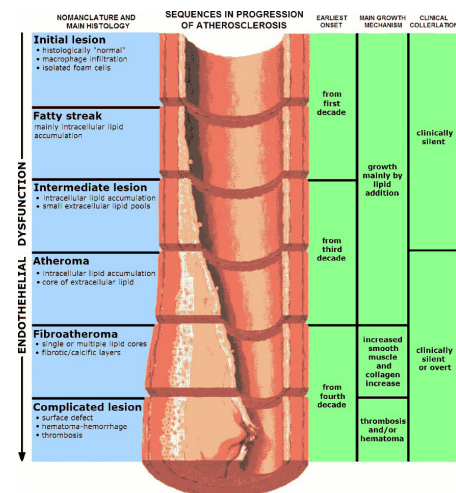 NOMANCLATURE AND
MAIN HISTOLOGY
SEQUENCES IN PROGRESSION
OF ATHEROSCLEROSIS
EARLIEST
ONSET
MAIN GROWTH
MECHANISM
CLINICAL
COLLERLATION
ENDOTHEHELIAL DYSFUNCTION
Initial lesion
• histologically "normal"
• macrophage infiltration
• isolated foam cells
Fatty streak
mainly intracellular lipid
accumulation
Intermediate lesion
• intracellular lipid accumulation
• small extracellular lipid pools
Atheroma
• intracellular lipid accumulation
• core of extracellular lipid
Fibroatheroma
• single or multiple lipid cores
• fibrotic/calcific layers
Complicated lesion
• surface defect
• hematoma-hemorrhage
• thrombosis
from
first
decade
from
third
decade
from
fourth
decade
growth
mainly by
lipid
addition
increased
smooth
muscle
and
collagen
increase
thrombosis
and/or
hematoma
clinically
silent
clinically
silent
or overt